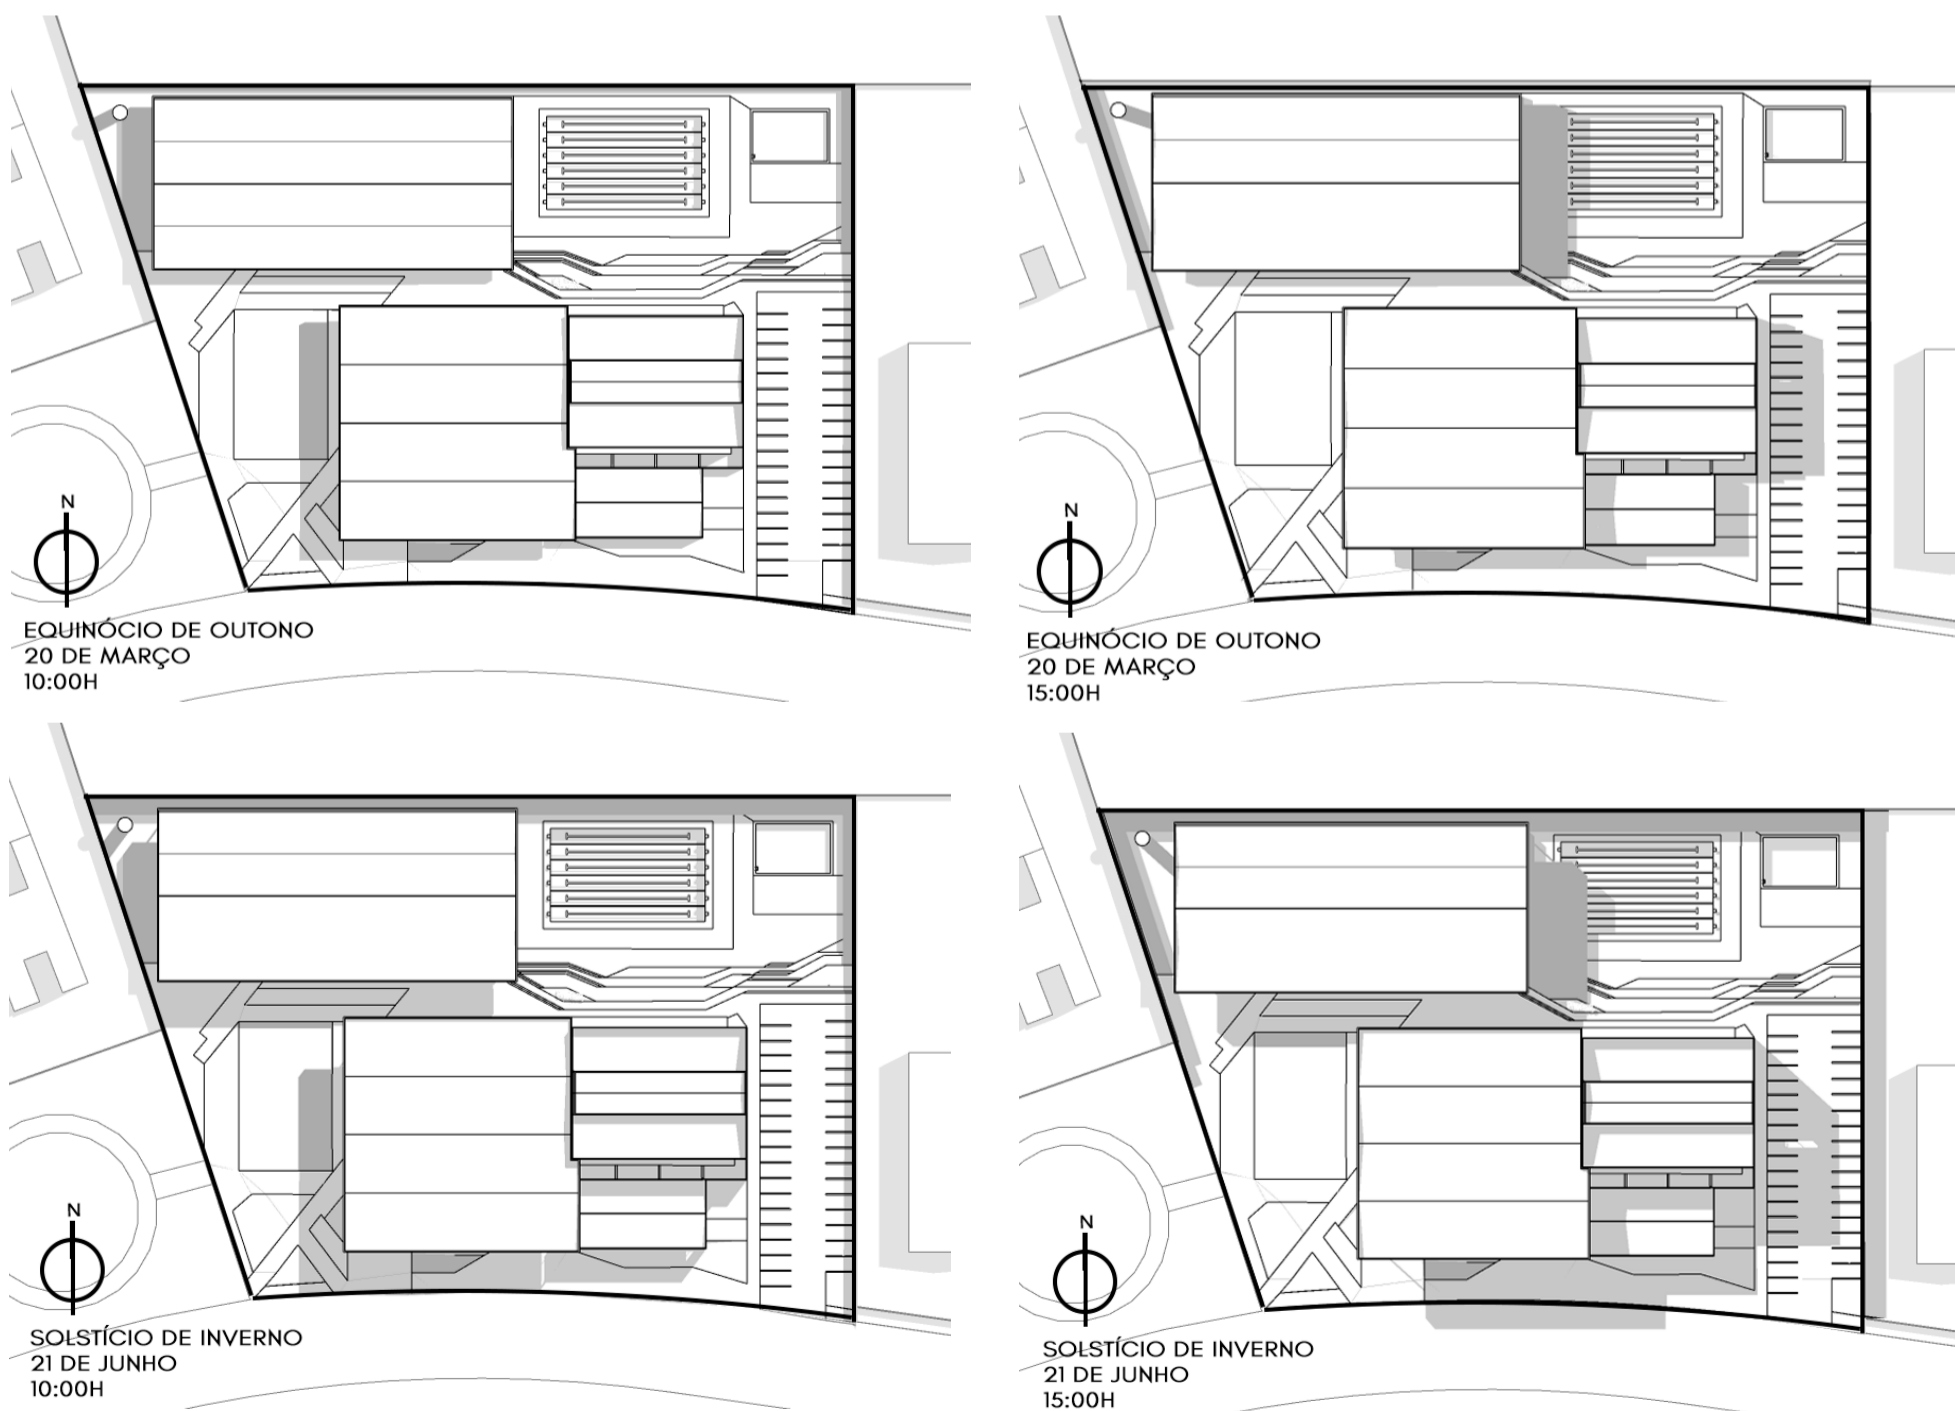 N
EQUINÓCIO DE OUTONO
20 DE MARÇO
10:00H
N
EQUINÓCIO DE OUTONO
20 DE MARÇO
15:00H
N
SOLSTÍCIO DE INVERNO
21 DE JUNHO
10:00H
N
SOLSTÍCIO DE INVERNO
21 DE JUNHO
15:00H